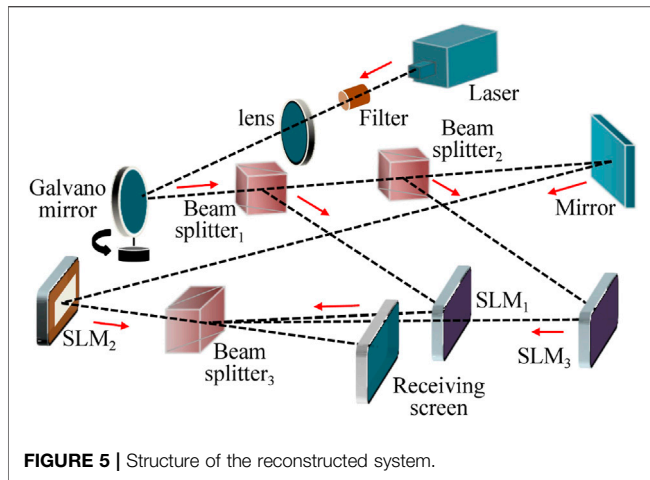 Laser
Filter
lens
Beam
splitter₂
Galvano
mirror
Beam
splitter₁
Mirror
SLM₁
SLM₂
Beam
splitter₃
SLM₃
Receiving
screen
FIGURE 5 | Structure of the reconstructed system.